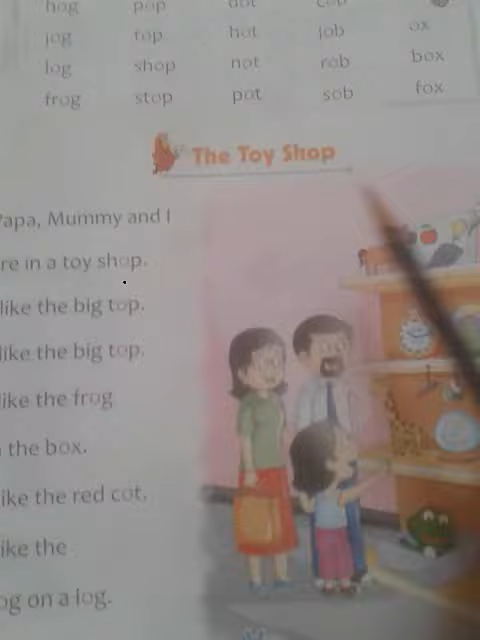 hog pop dot cob
jog top hot job ox
log shop not rob box
frog stop pot sob fox
The Toy Shop
Papa, Mummy and I
re in a toy shop.
like the big top.
like the big top.
like the frog
the box.
like the red cot.
like the
og on a log.